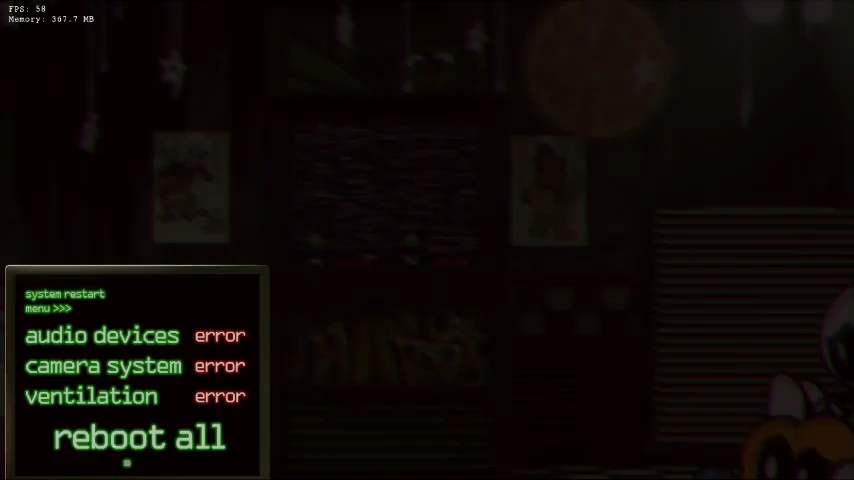 FPS: 58
Memory: 367.7 MB
system restart
menu >>>
audio devices error
camera system error
ventilation error
reboot all